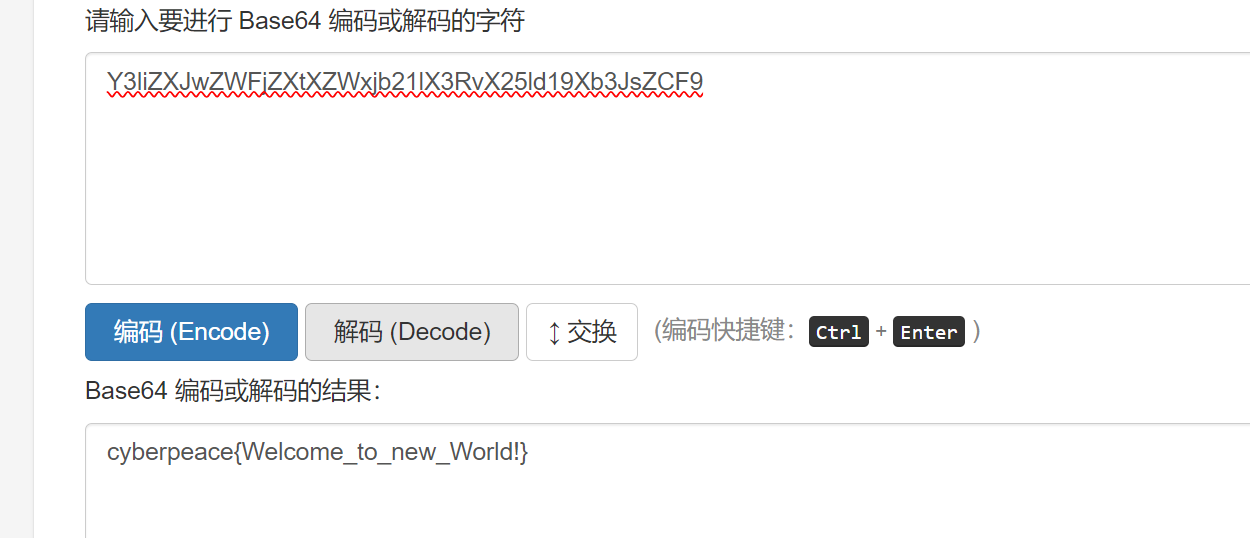 请输入要进行 Base64 编码或解码的字符
Y3liZXJwZWFjZXtXZWxjb21lX3RvX25ld19Xb3JsZCF9
编码 (Encode) 解码 (Decode) ↕ 交换 (编码快捷键： Ctrl + Enter )
Base64 编码或解码的结果：
cyberpeace{Welcome_to_new_World!}